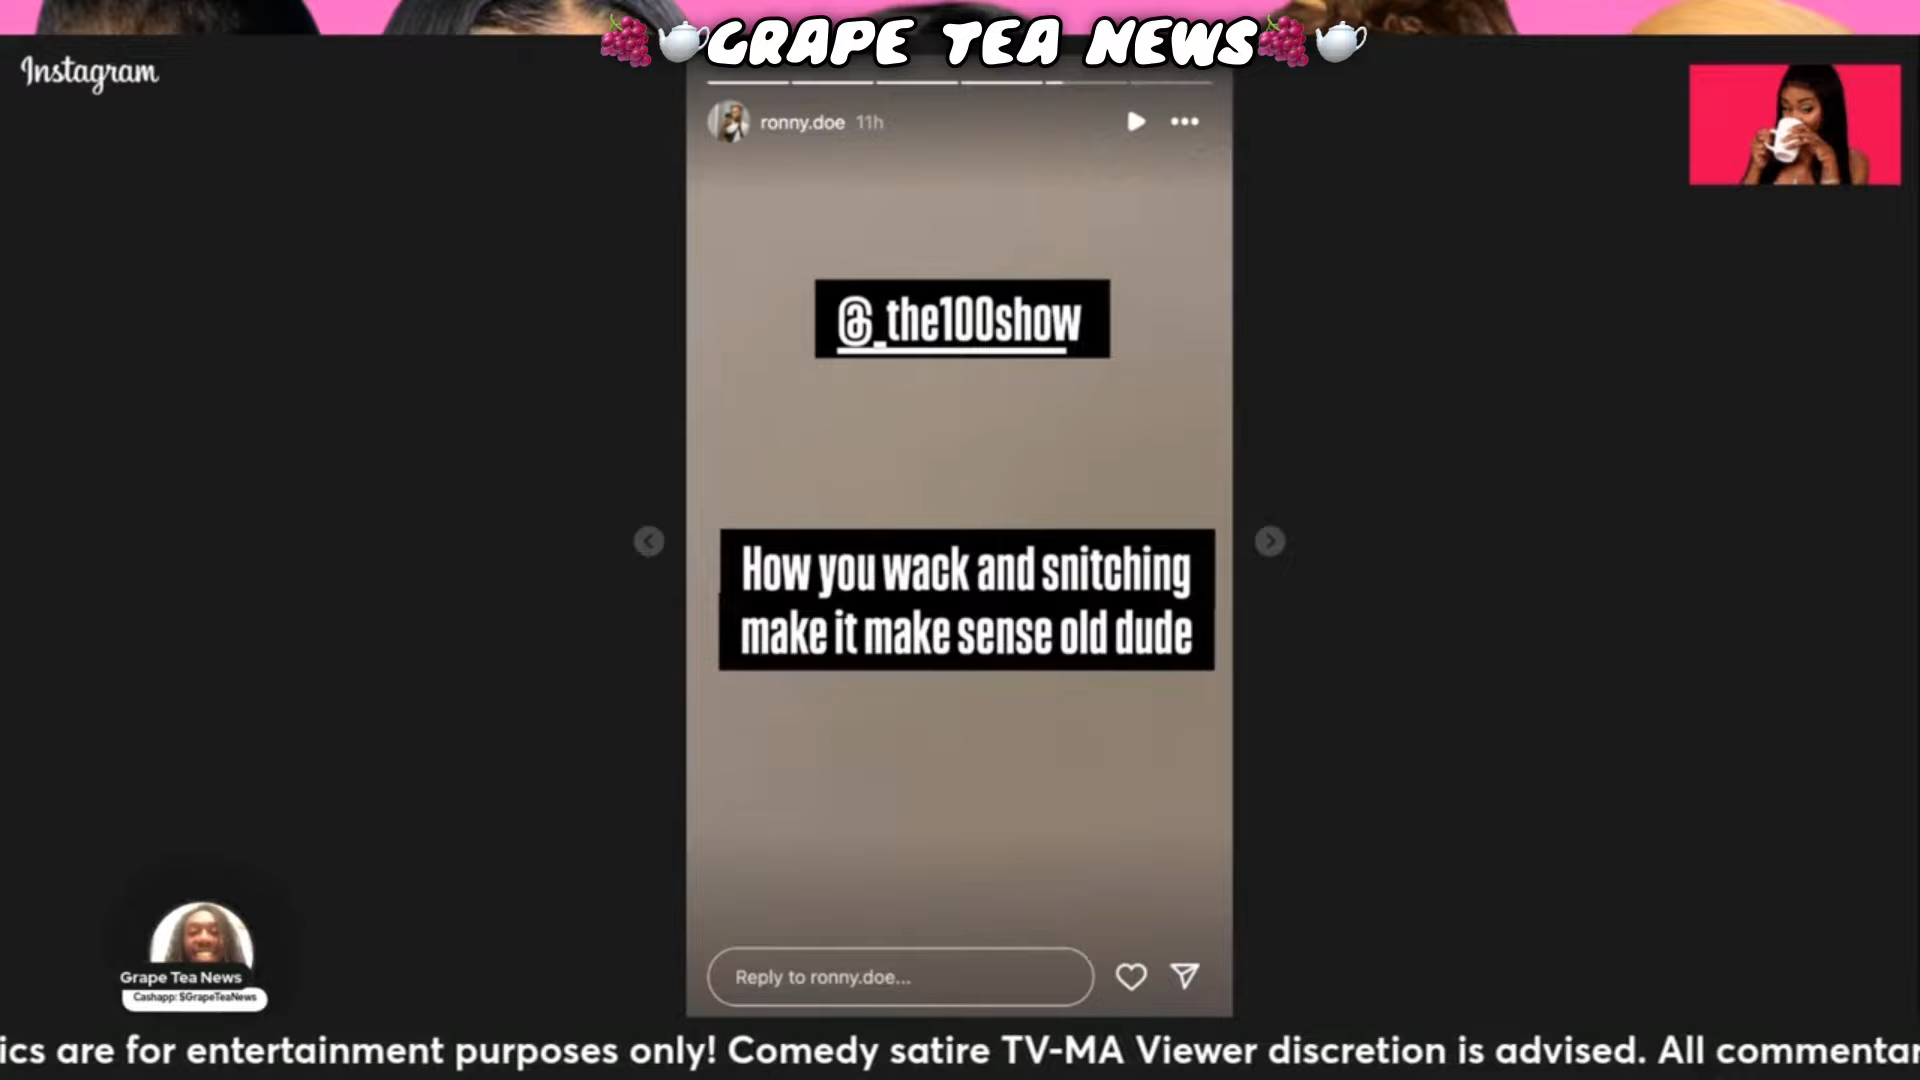 GRAPE TEA NEWS
Instagram
ronny.doe 11h
@_the100show
How you wack and snitching
make it make sense old dude
Reply to ronny.doe...
Grape Tea News
Cashapp: $GrapeTeaNews
ics are for entertainment purposes only! Comedy satire TV-MA Viewer discretion is advised. All commentar